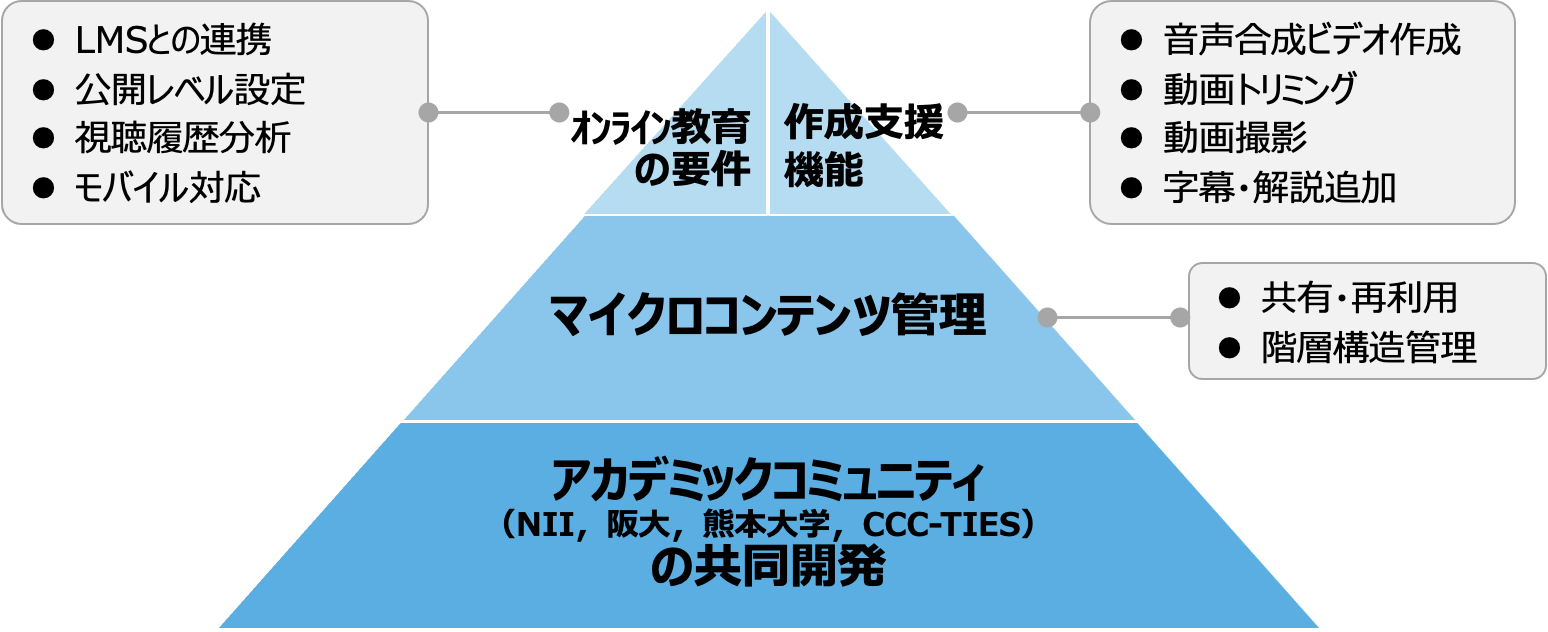 ● LMSとの連携
● 公開レベル設定
● 視聴履歴分析
● モバイル対応
オンライン教育
の要件
作成支援
機能
● 音声合成ビデオ作成
● 動画トリミング
● 動画撮影
● 字幕・解説追加
マイクロコンテンツ管理
● 共有・再利用
● 階層構造管理
アカデミックコミュニティ
（NII，阪大，熊本大学，CCC-TIES）
の共同開発